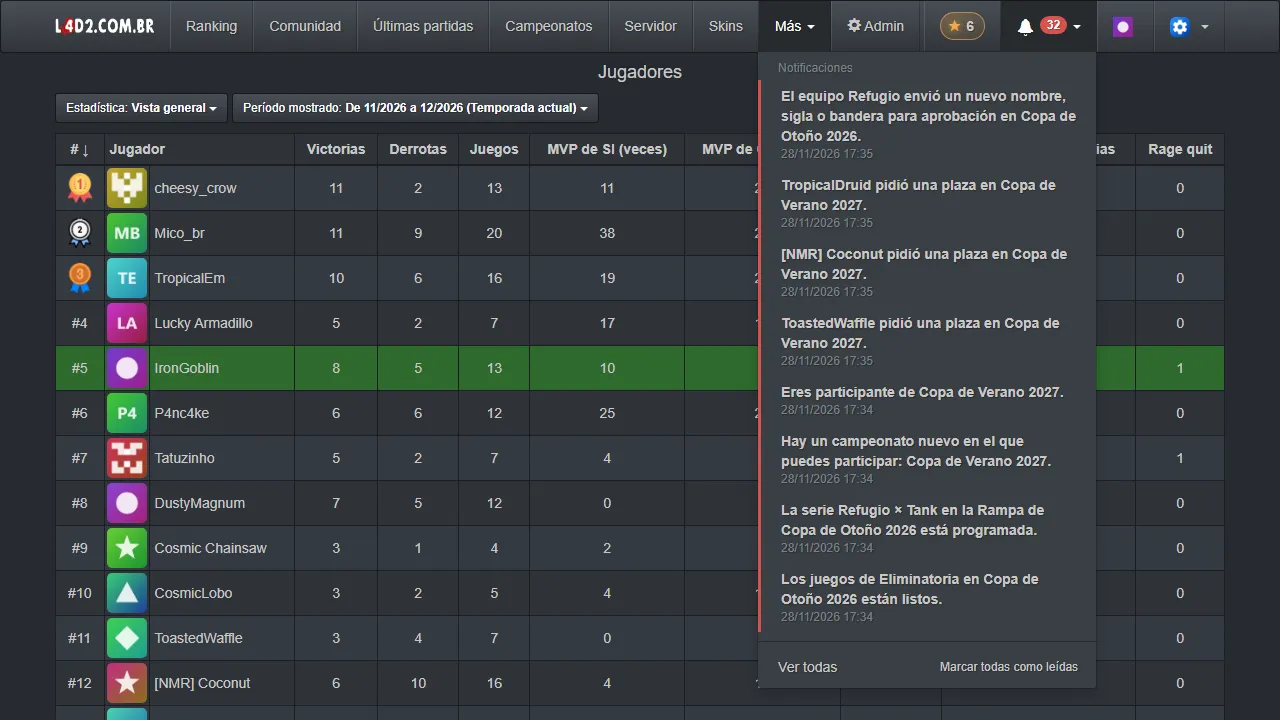 L4D2.COM.BR Ranking Comunidad Últimas partidas Campeonatos Servidor Skins Más Admin 6 32
Jugadores
Estadística: Vista general
Período mostrado: De 11/2026 a 12/2026 (Temporada actual)
# ↓ Jugador Victorias Derrotas Juegos MVP de SI (veces) MVP de Rage quit
1 cheesy_crow 11 2 13 11 0
2 MB Mico_br 11 9 20 38 0
3 TE TropicalEm 10 6 16 19 0
#4 LA Lucky Armadillo 5 2 7 17 0
#5 IronGoblin 8 5 13 10 1
#6 P4 P4nc4ke 6 6 12 25 0
#7 Tatuzinho 5 2 7 4 1
#8 DustyMagnum 7 5 12 0 0
#9 Cosmic Chainsaw 3 1 4 2 0
#10 CosmicLobo 3 2 5 4 0
#11 ToastedWaffle 3 4 7 0 0
#12 [NMR] Coconut 6 10 16 4 0
Notificaciones
El equipo Refugio envió un nuevo nombre,
sigla o bandera para aprobación en Copa de
Otoño 2026.
28/11/2026 17:35
TropicalDruid pidió una plaza en Copa de
Verano 2027.
28/11/2026 17:35
[NMR] Coconut pidió una plaza en Copa de
Verano 2027.
28/11/2026 17:35
ToastedWaffle pidió una plaza en Copa de
Verano 2027.
28/11/2026 17:35
Eres participante de Copa de Verano 2027.
28/11/2026 17:34
Hay un campeonato nuevo en el que
puedes participar: Copa de Verano 2027.
28/11/2026 17:34
La serie Refugio × Tank en la Rampa de
Copa de Otoño 2026 está programada.
28/11/2026 17:34
Los juegos de Eliminatoria en Copa de
Otoño 2026 están listos.
28/11/2026 17:34
Ver todas
Marcar todas como leídas